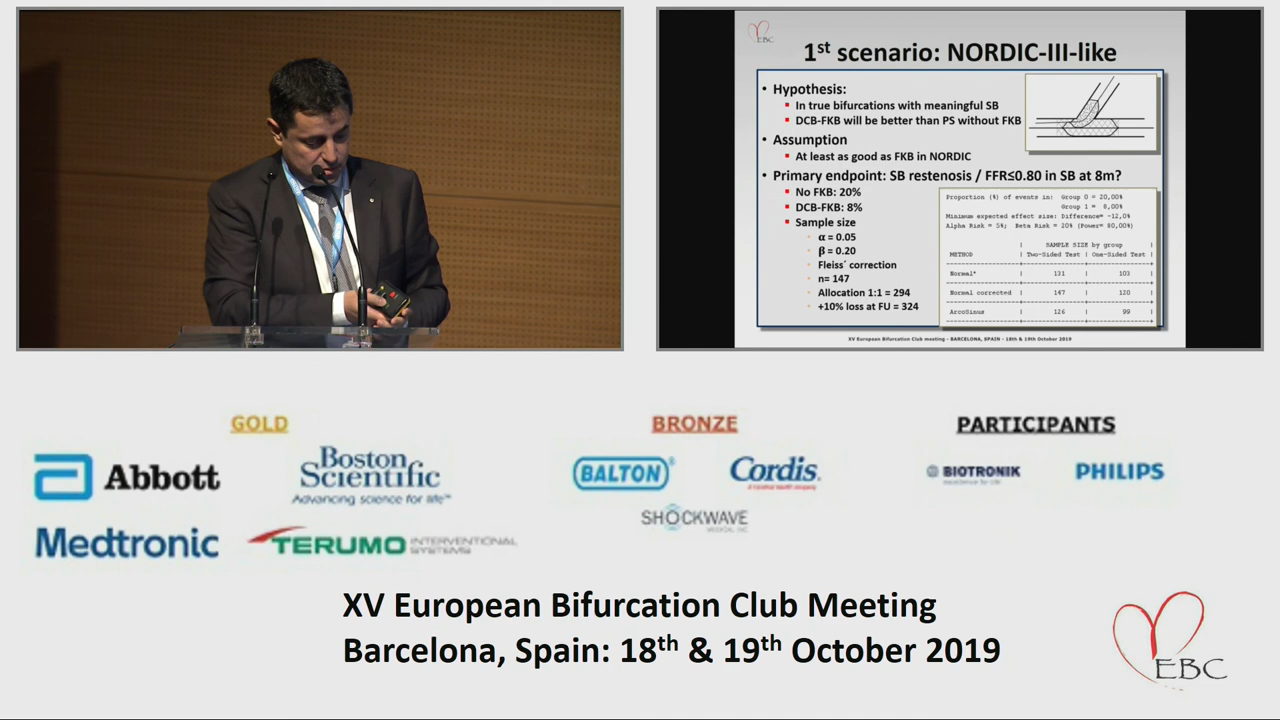 EBC
1st scenario: NORDIC-III-like
• Hypothesis:
▪ In true bifurcations with meaningful SB
▪ DCB-FKB will be better than PS without FKB
• Assumption
▪ At least as good as FKB in NORDIC
• Primary endpoint: SB restenosis / FFR≤0.80 in SB at 8m?
▪ No FKB: 20%
▪ DCB-FKB: 8%
▪ Sample size
◦ α = 0.05
◦ β = 0.20
◦ Fleiss´ correction
◦ n= 147
◦ Allocation 1:1 = 294
◦ +10% loss at FU = 324
Proportion (%) of events in: Group 0 = 20,00%
Group 1 = 8,00%
Minimum expected effect size: Difference= -12,0%
Alpha Risk = 5%; Beta Risk = 20% (Power= 80,00%)
| SAMPLE SIZE by group |
METHOD | Two-Sided Test | One-Sided Test |
Normal* | 131 | 103
Normal corrected | 147 | 120
ArcoSinus | 126 | 99
XV European Bifurcation Club meeting - BARCELONA, SPAIN - 18th & 19th October 2019
GOLD
Abbott
Boston
Scientific
Advancing science for life™
Medtronic
TERUMO INTERVENTIONAL
SYSTEMS
BRONZE
BALTON®
Cordis.
SHOCKWAVE
MEDICAL, INC
PARTICIPANTS
BIOTRONIK
excellence for life
PHILIPS
XV European Bifurcation Club Meeting
Barcelona, Spain: 18th & 19th October 2019
EBC